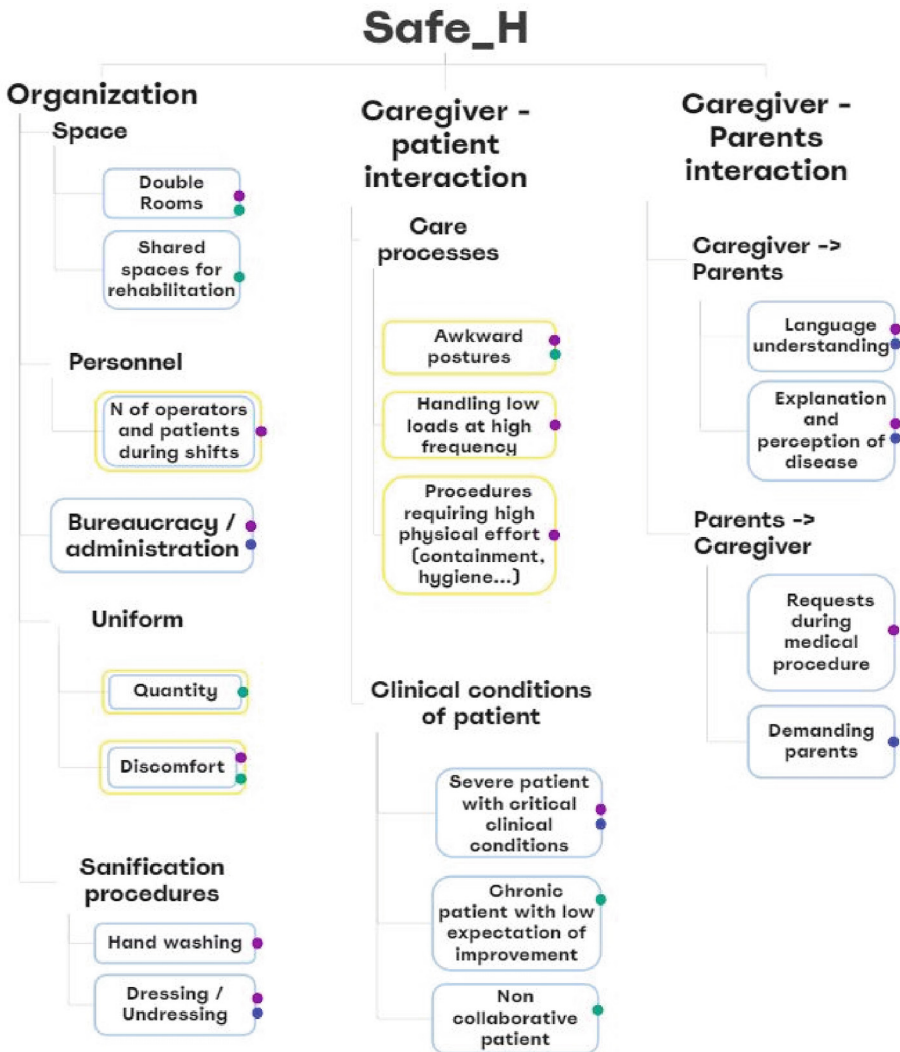 Safe_H
Organization
Space
Double
Rooms
Shared
spaces for
rehabilitation
Personnel
N of operators
and patients
during shifts
Bureaucracy /
administration
Uniform
Quantity
Discomfort
Sanification
procedures
Hand washing
Dressing /
Undressing
Caregiver -
patient
interaction
Care
processes
Awkward
postures
Handling low
loads at high
frequency
Procedures
requiring high
physical effort
(containment,
hygiene...)
Clinical conditions
of patient
Severe patient
with critical
clinical
conditions
Chronic
patient with low
expectation of
improvement
Non
collaborative
patient
Caregiver -
Parents
interaction
Caregiver ->
Parents
Language
understanding
Explanation
and
perception of
disease
Parents ->
Caregiver
Requests
during
medical
procedure
Demanding
parents